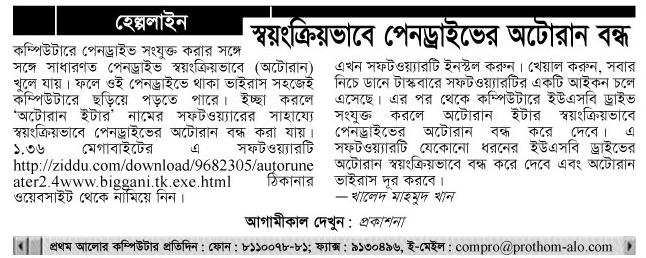 হেল্পলাইন
স্বয়ংক্রিয়ভাবে পেনড্রাইভের অটোরান বন্ধ
কম্পিউটারে পেনড্রাইভ সংযুক্ত করার সঙ্গে
সঙ্গে সাধারণত পেনড্রাইভ স্বয়ংক্রিয়ভাবে (অটোরান)
খুলে যায়। ফলে ওই পেনড্রাইভে থাকা ভাইরাস সহজেই
কম্পিউটারে ছড়িয়ে পড়তে পারে। ইচ্ছা করলে
'অটোরান ইটার' নামের সফটওয়্যারের সাহায্যে
স্বয়ংক্রিয়ভাবে পেনড্রাইভের অটোরান বন্ধ করা যায়।
১.৩৬ মেগাবাইটের এ সফটওয়্যারটি
http://ziddu.com/download/9682305/autorune
ater2.4www.biggani.tk.exe.html ঠিকানার
ওয়েবসাইট থেকে নামিয়ে নিন।
এখন সফটওয়্যারটি ইনস্টল করুন। খেয়াল করুন, সবার
নিচে ডানে টাস্কবারে সফটওয়্যারটির একটি আইকন চলে
এসেছে। এর পর থেকে কম্পিউটারে ইউএসবি ড্রাইভ
সংযুক্ত করলে অটোরান ইটার স্বয়ংক্রিয়ভাবে
পেনড্রাইভের অটোরান বন্ধ করে দেবে। এ
সফটওয়্যারটি যেকোনো ধরনের ইউএসবি ড্রাইভের
অটোরান স্বয়ংক্রিয়ভাবে বন্ধ করে দেবে এবং অটোরান
ভাইরাস দূর করবে।
—খালেদ মাহমুদ খান
আগামীকাল দেখুন : প্রকাশনা
প্রথম আলোর কম্পিউটার প্রতিদিন : ফোন : ৮১১০০৭৮-৮১; ফ্যাক্স : ৯১৩০৪৯৬, ই-মেইল : compro@prothom-alo.com